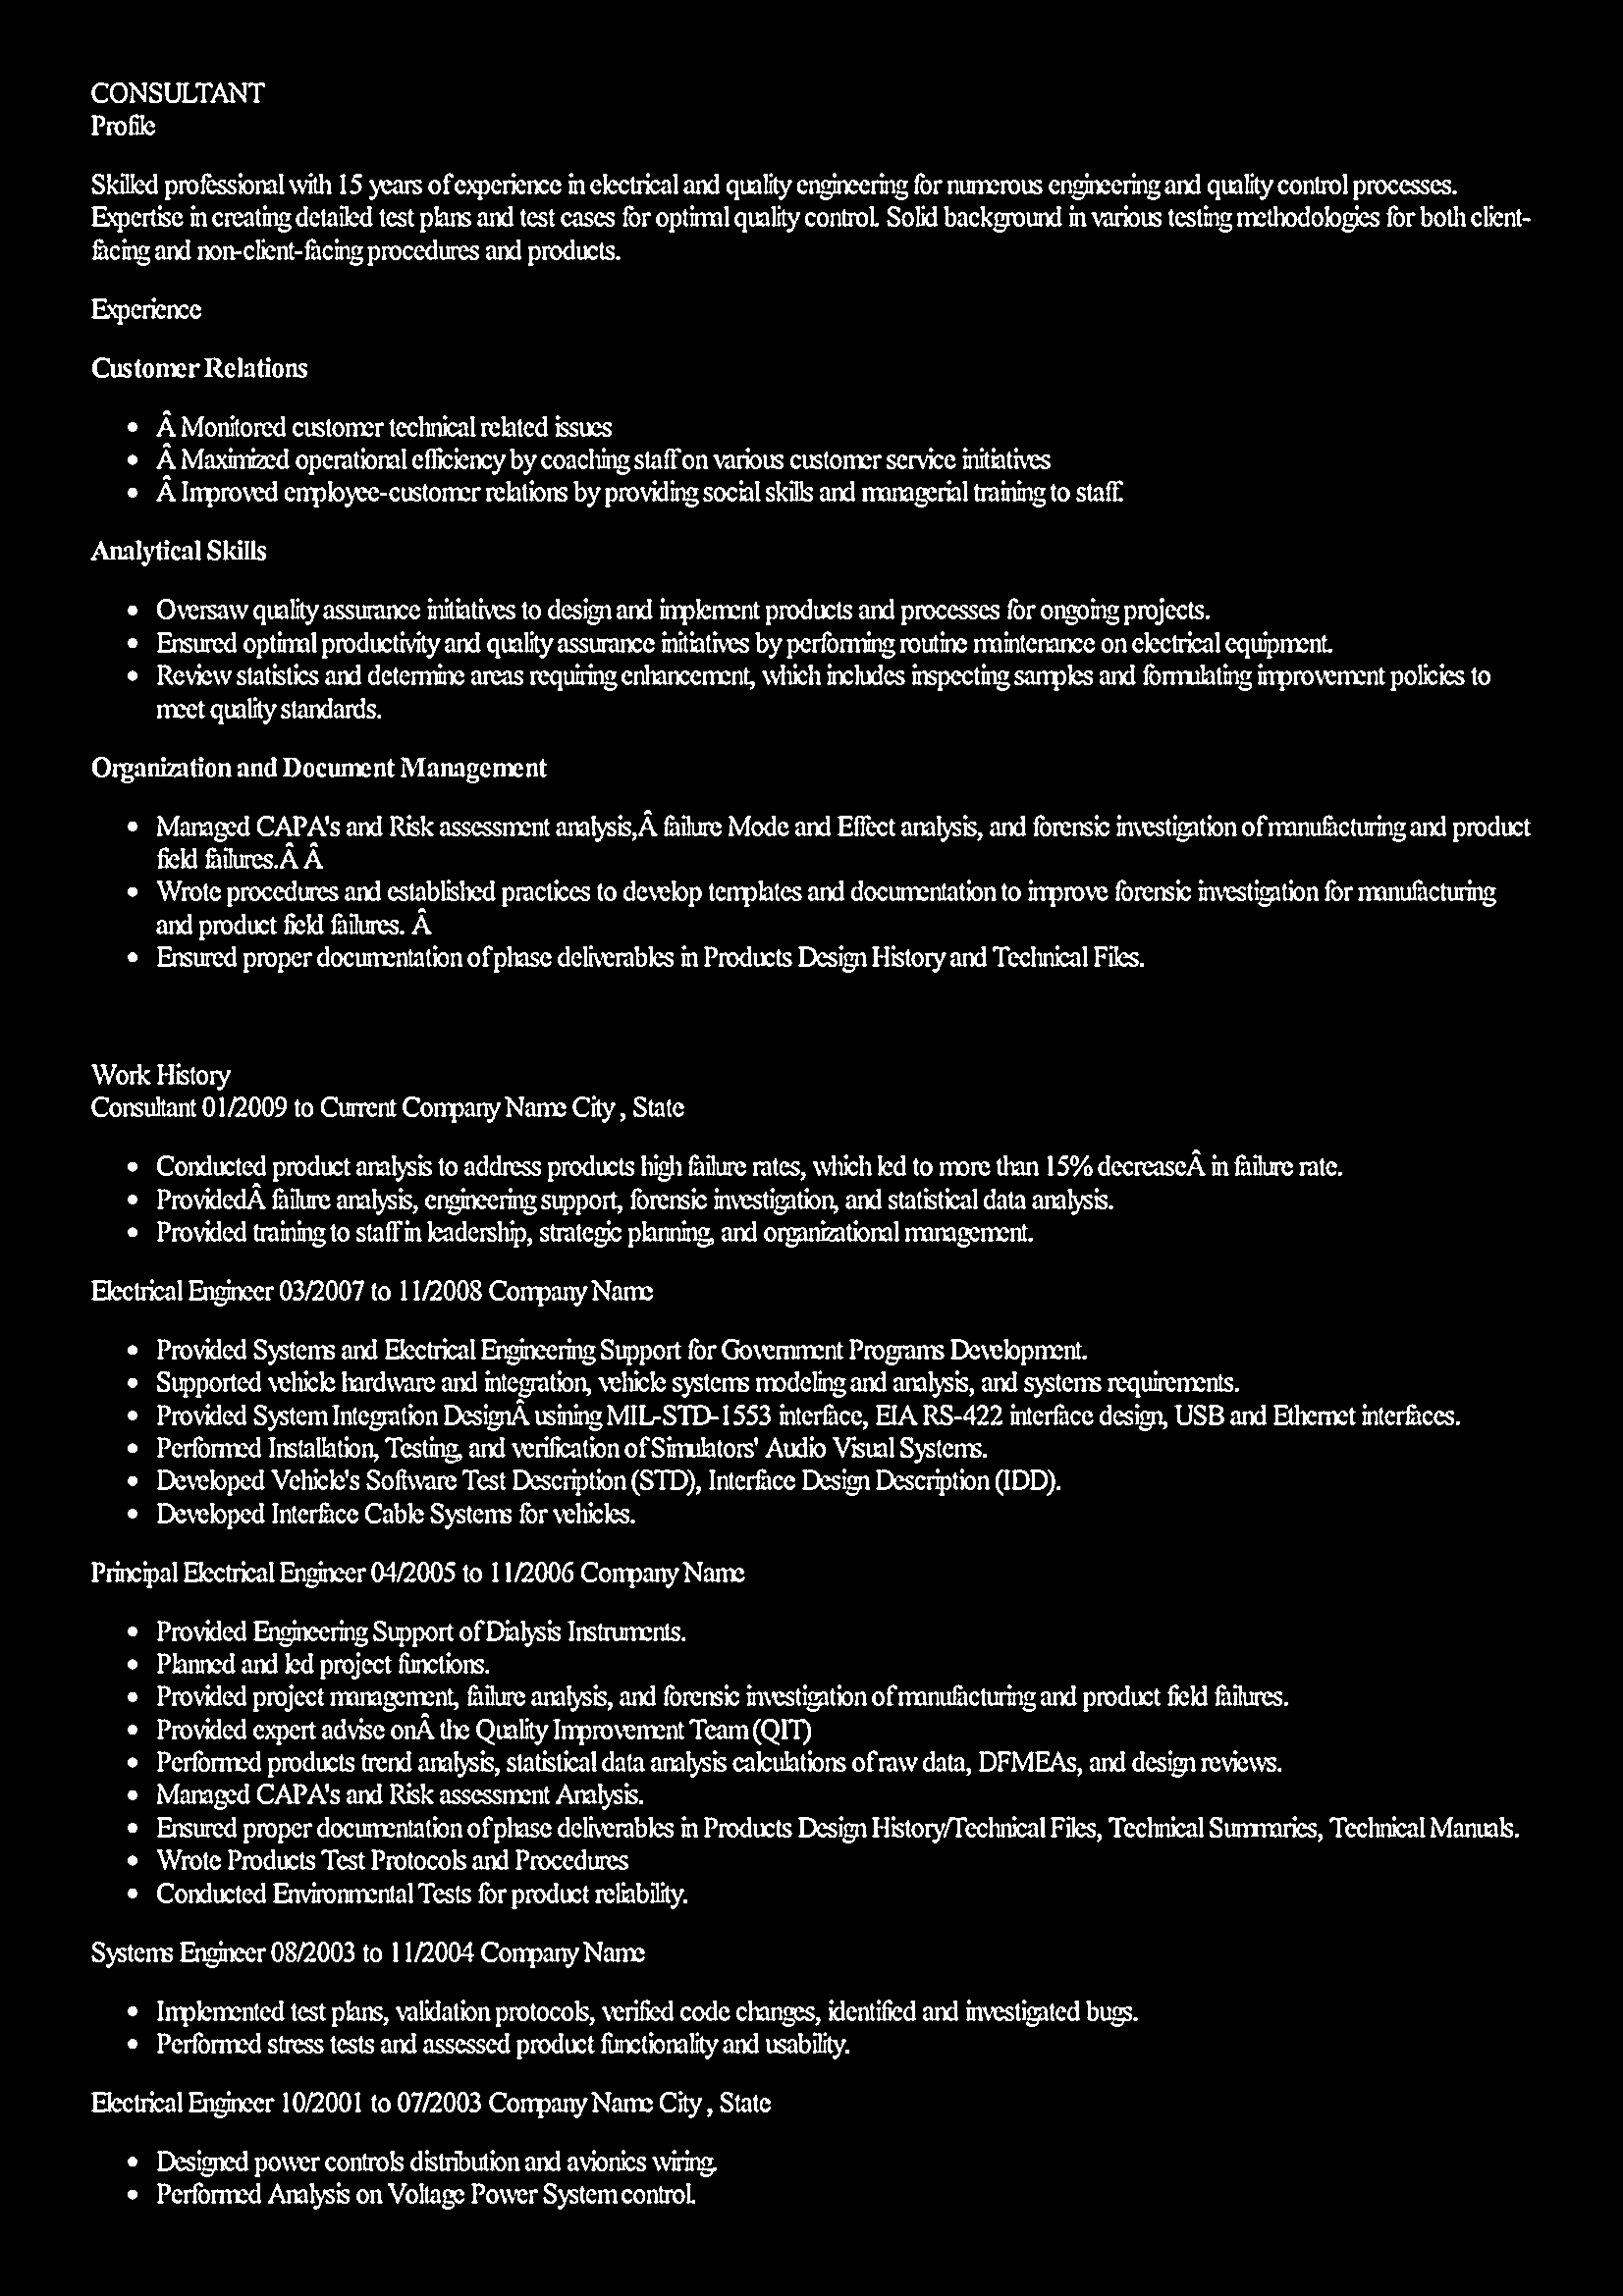 CONSULTANT
Profile
Skilled professional with 15 years of experience in electrical and quality engineering for numerous engineering and quality control processes.
Expertise in creating detailed test plans and test cases for optimal quality control. Solid background in various testing methodologies for both client-
facing and non-client-facing procedures and products.
Experience
Customer Relations
• Â Monitored customer technical related issues
• Â Maximized operational efficiency by coaching staff on various customer service initiatives
• Â Improved employee-customer relations by providing social skills and managerial training to staff.
Analytical Skills
• Oversaw quality assurance initiatives to design and implement products and processes for ongoing projects.
• Ensured optimal productivity and quality assurance initiatives by performing routine maintenance on electrical equipment.
• Review statistics and determine areas requiring enhancement, which includes inspecting samples and formulating improvement policies to
meet quality standards.
Organization and Document Management
• Managed CAPA's and Risk assessment analysis,Â failure Mode and Effect analysis, and forensic investigation of manufacturing and product
field failures.Â Â
• Wrote procedures and established practices to develop templates and documentation to improve forensic investigation for manufacturing
and product field failures. Â
• Ensured proper documentation of phase deliverables in Products Design History and Technical Files.
Work History
Consultant 01/2009 to Current Company Name City , State
• Conducted product analysis to address products high failure rates, which led to more than 15% decreaseÂ in failure rate.
• ProvidedÂ failure analysis, engineering support, forensic investigation, and statistical data analysis.
• Provided training to staff in leadership, strategic planning, and organizational management.
Electrical Engineer 03/2007 to 11/2008 Company Name
• Provided Systems and Electrical Engineering Support for Government Programs Development.
• Supported vehicle hardware and integration, vehicle systems modeling and analysis, and systems requirements.
• Provided System Integration DesignÂ usining MIL-STD-1553 interface, EIA RS-422 interface design, USB and Ethernet interfaces.
• Performed Installation, Testing, and verification of Simulators' Audio Visual Systems.
• Developed Vehicle's Software Test Description (STD), Interface Design Description (IDD).
• Developed Interface Cable Systems for vehicles.
Principal Electrical Engineer 04/2005 to 11/2006 Company Name
• Provided Engineering Support of Dialysis Instruments.
• Planned and led project functions.
• Provided project management, failure analysis, and forensic investigation of manufacturing and product field failures.
• Provided expert advise onÂ the Quality Improvement Team (QIT)
• Performed products trend analysis, statistical data analysis calculations of raw data, DFMEAs, and design reviews.
• Managed CAPA's and Risk assessment Analysis.
• Ensured proper documentation of phase deliverables in Products Design History/Technical Files, Technical Summaries, Technical Manuals.
• Wrote Products Test Protocols and Procedures
• Conducted Environmental Tests for product reliability.
Systems Engineer 08/2003 to 11/2004 Company Name
• Implemented test plans, validation protocols, verified code changes, identified and investigated bugs.
• Performed stress tests and assessed product functionality and usability.
Electrical Engineer 10/2001 to 07/2003 Company Name City , State
• Designed power controls distribution and avionics wiring.
• Performed Analysis on Voltage Power System control.